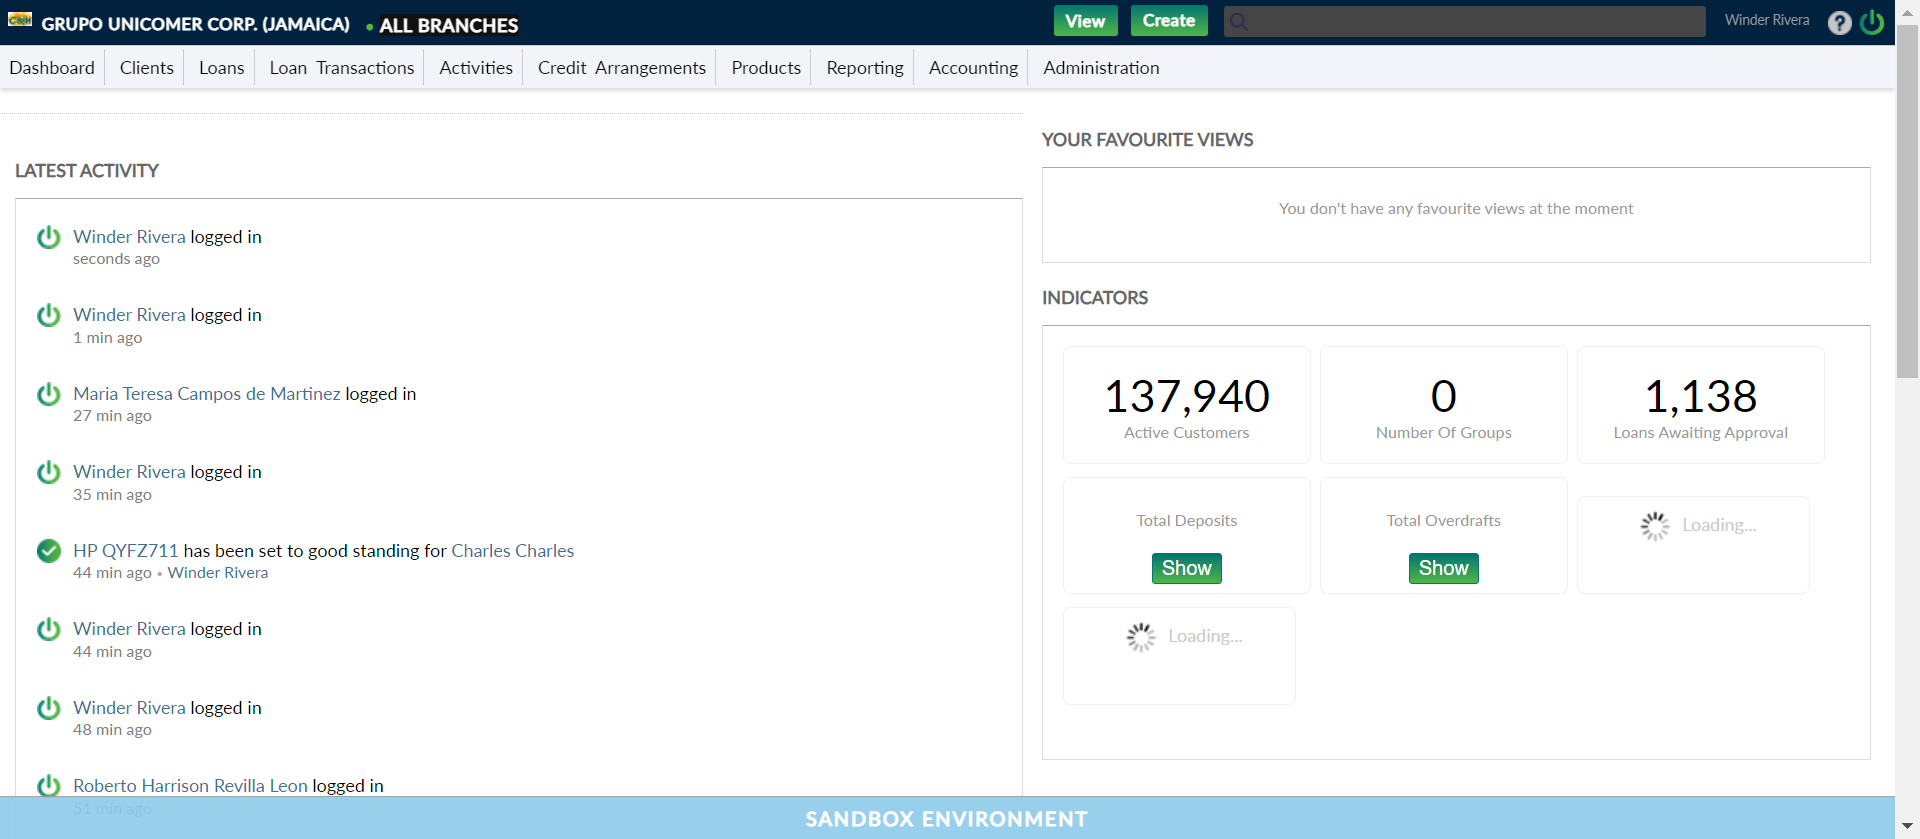 Cash
GRUPO UNICOMER CORP. (JAMAICA) • ALL BRANCHES
View
Create
Winder Rivera
?
Dashboard
Clients
Loans
Loan Transactions
Activities
Credit Arrangements
Products
Reporting
Accounting
Administration
LATEST ACTIVITY
Winder Rivera logged in
seconds ago
Winder Rivera logged in
1 min ago
Maria Teresa Campos de Martinez logged in
27 min ago
Winder Rivera logged in
35 min ago
HP QYFZ711 has been set to good standing for Charles Charles
44 min ago • Winder Rivera
Winder Rivera logged in
44 min ago
Winder Rivera logged in
48 min ago
Roberto Harrison Revilla Leon logged in
51 min ago
YOUR FAVOURITE VIEWS
You don't have any favourite views at the moment
INDICATORS
137,940
Active Customers
0
Number Of Groups
1,138
Loans Awaiting Approval
Total Deposits
Show
Total Overdrafts
Show
Loading...
Loading...
SANDBOX ENVIRONMENT